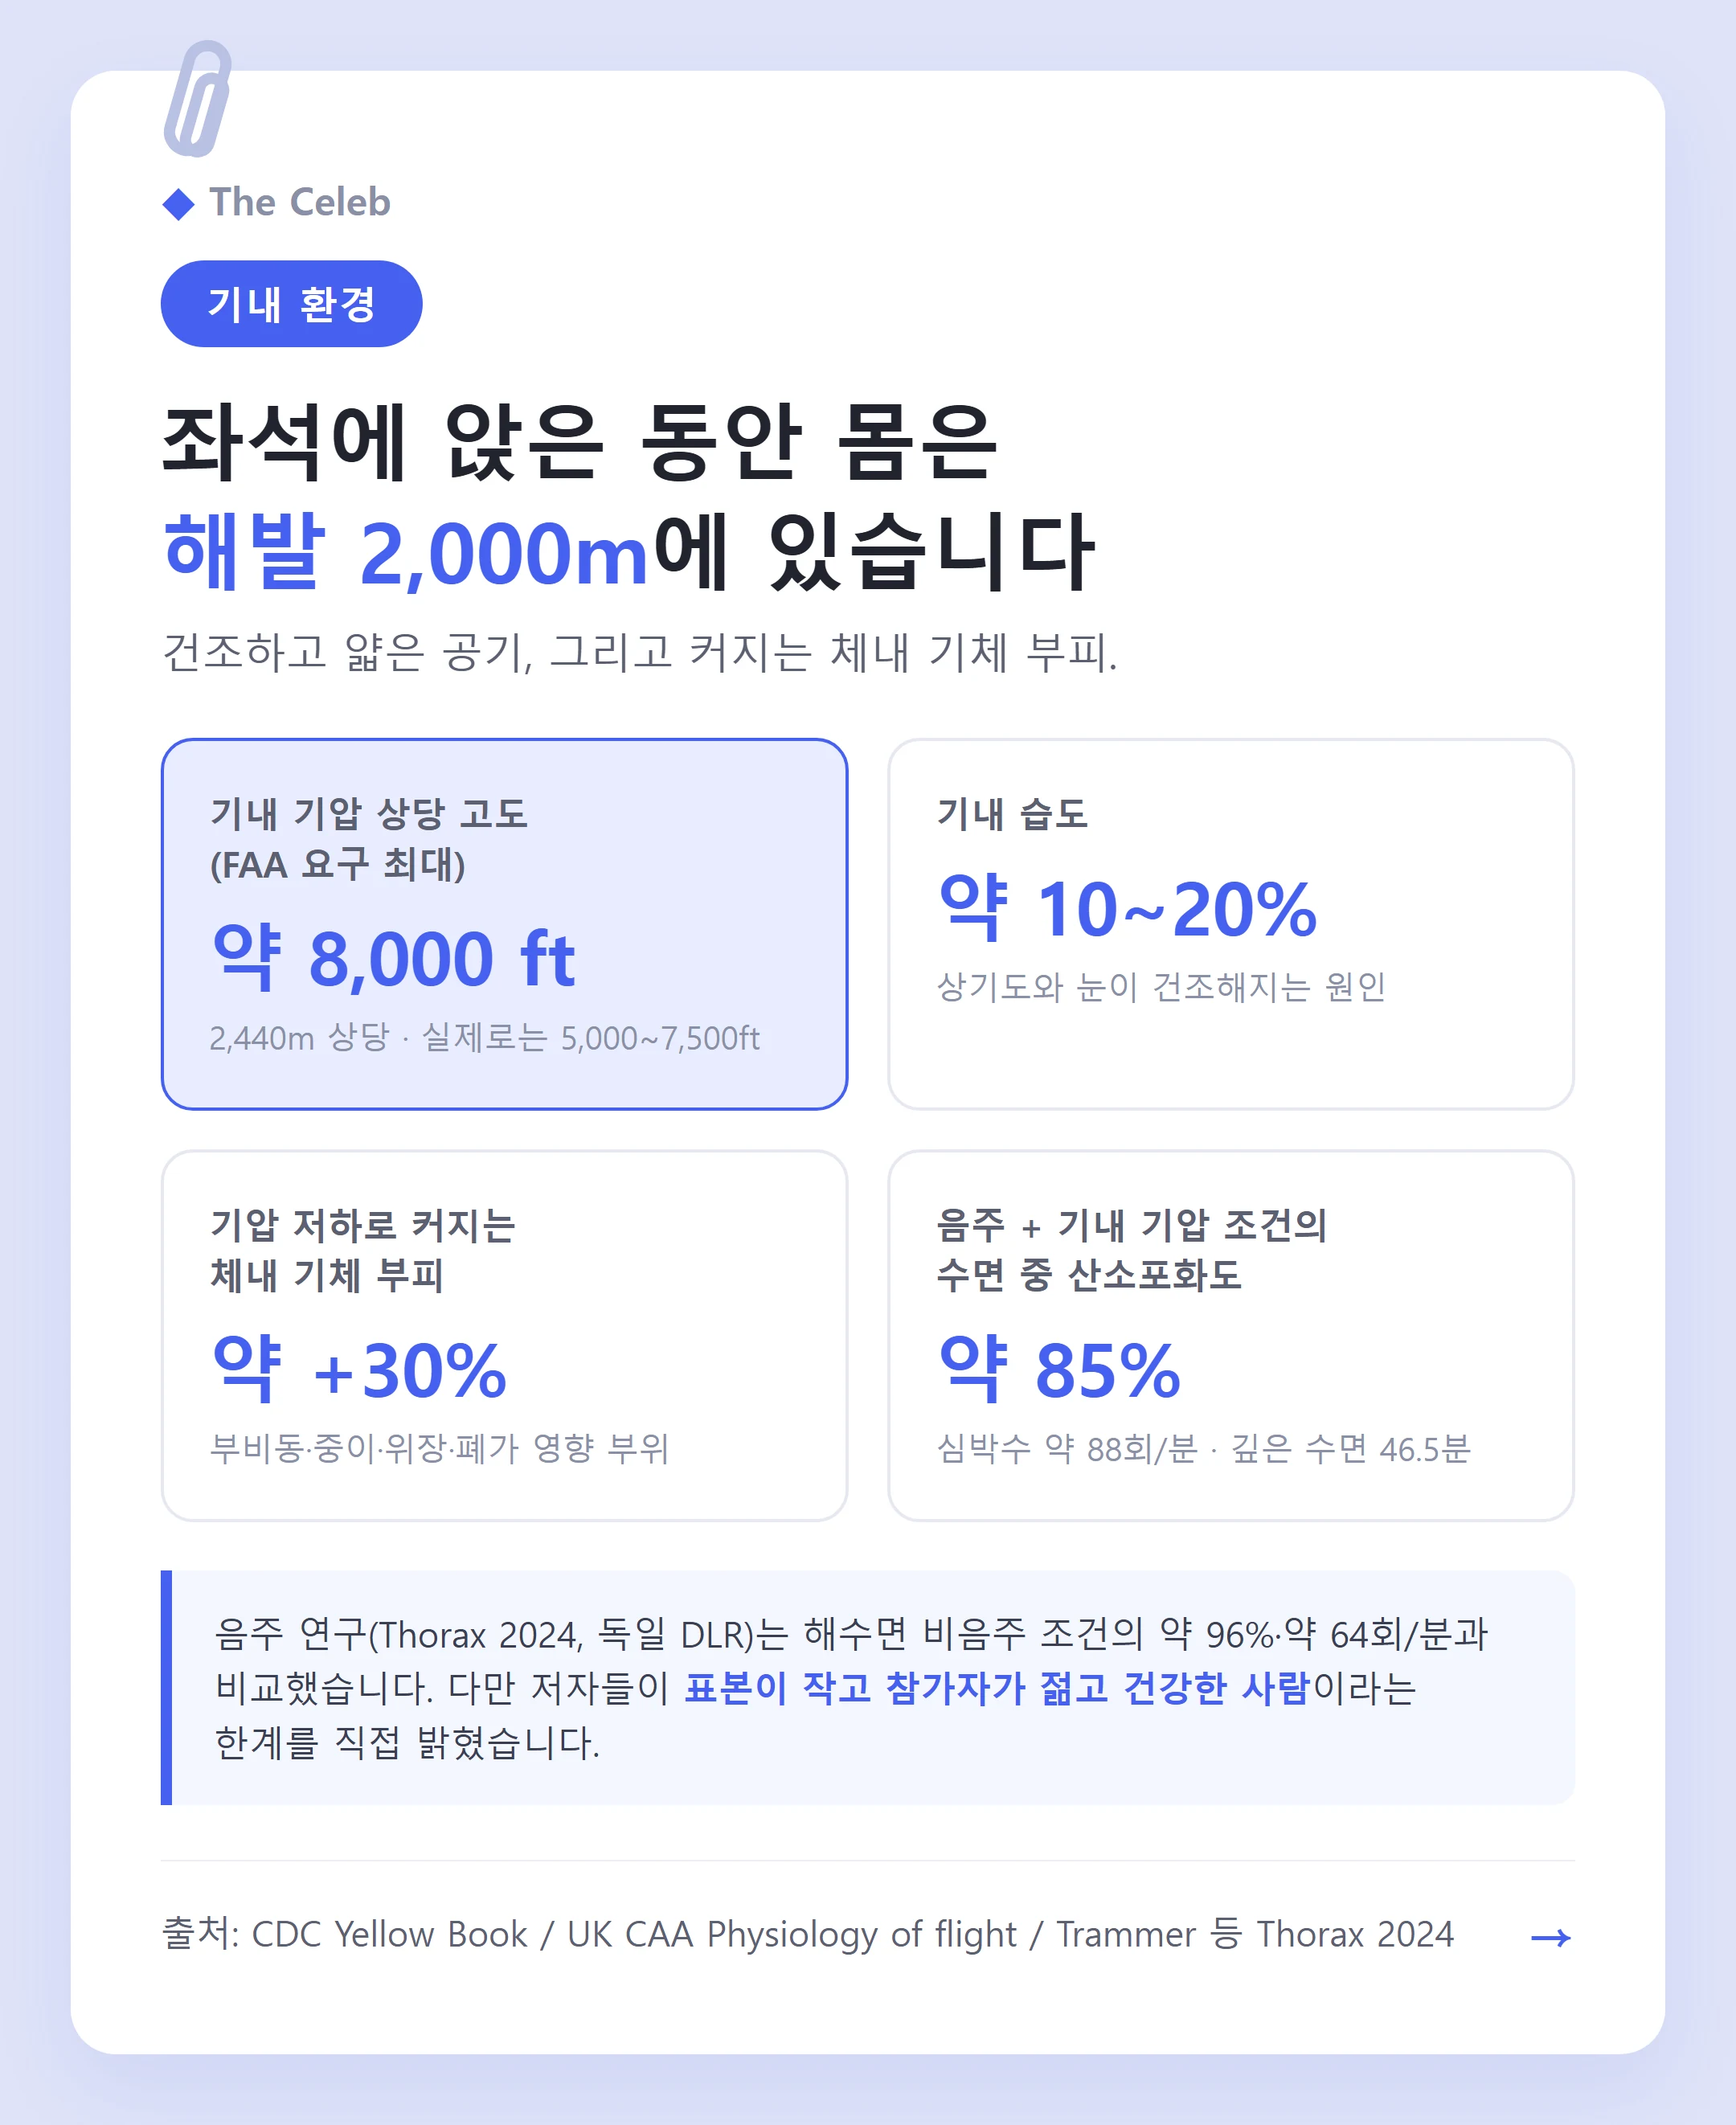 The Celeb
기내 환경
좌석에 앉은 동안 몸은
해발 2,000m에 있습니다
건조하고 얇은 공기, 그리고 커지는 체내 기체 부피.
기내 기압 상당 고도
(FAA 요구 최대)
약 8,000 ft
2,440m 상당 · 실제로는 5,000~7,500ft
기내 습도
약 10~20%
상기도와 눈이 건조해지는 원인
기압 저하로 커지는
체내 기체 부피
약 +30%
부비동·중이·위장·폐가 영향 부위
음주 + 기내 기압 조건의
수면 중 산소포화도
약 85%
심박수 약 88회/분 · 깊은 수면 46.5분
음주 연구(Thorax 2024, 독일 DLR)는 해수면 비음주 조건의 약 96%·약 64회/분과
비교했습니다. 다만 저자들이 표본이 작고 참가자가 젊고 건강한 사람이라는
한계를 직접 밝혔습니다.
출처: CDC Yellow Book / UK CAA Physiology of flight / Trammer 등 Thorax 2024 →